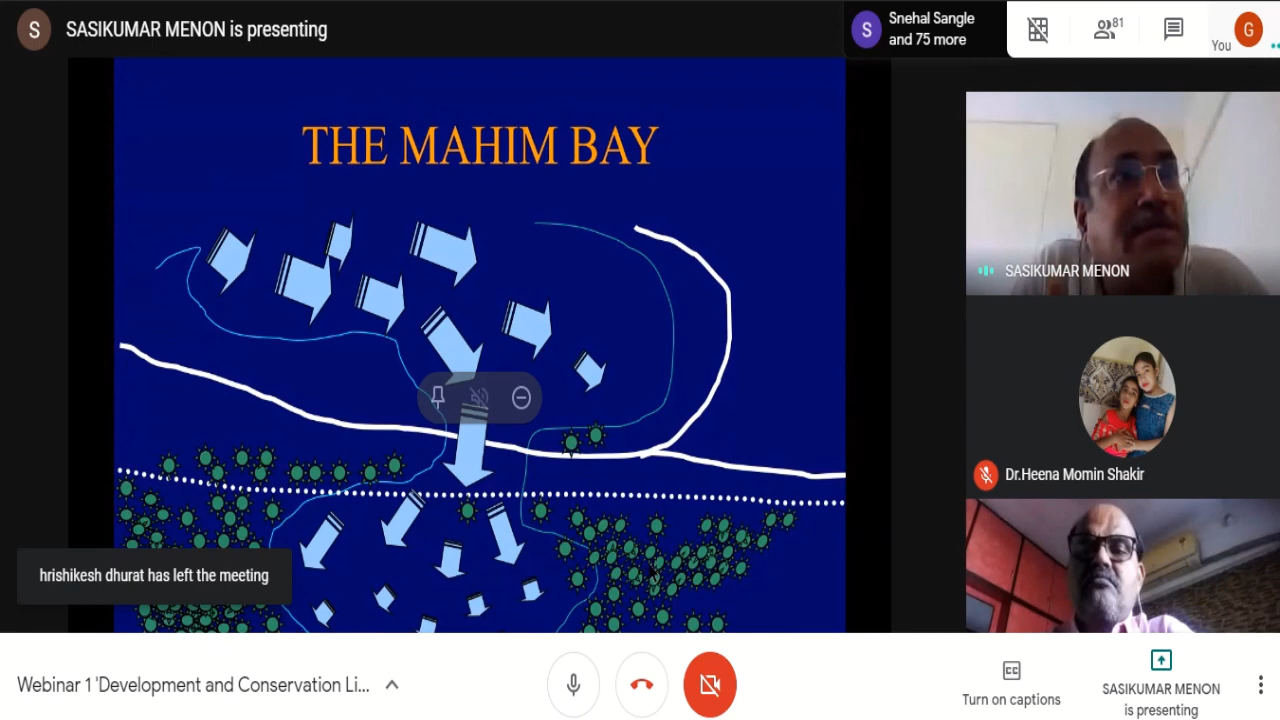 S
SASIKUMAR MENON is presenting
S
Snehal Sangle
and 75 more
81
You
G
THE MAHIM BAY
SASIKUMAR MENON
Dr.Heena Momin Shakir
hrishikesh dhurat has left the meeting
Webinar 1 'Development and Conservation Li...
CC
Turn on captions
SASIKUMAR MENON
is presenting